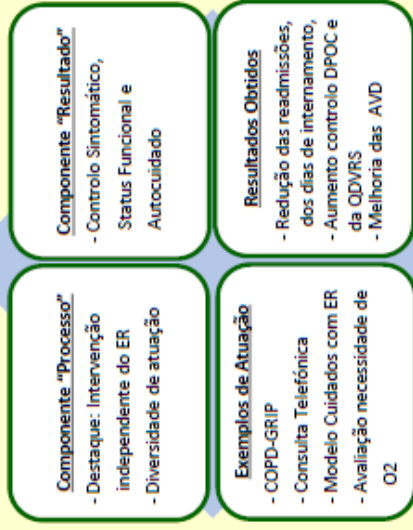 Componente "Processo"
- Destaque: Intervenção
independente do ER
- Diversidade de atuação
Componente "Resultado"
- Controlo Sintomático,
Status Funcional e
Autocuidado
Exemplos de Atuação
- COPD-GRIP
- Consulta Telefónica
- Modelo Cuidados com ER
- Avaliação necessidade de
O2
Resultados Obtidos
- Redução das readmissões,
dos dias de internamento,
- Aumento controlo DPOC e
da QDVRS
- Melhoria das AVD